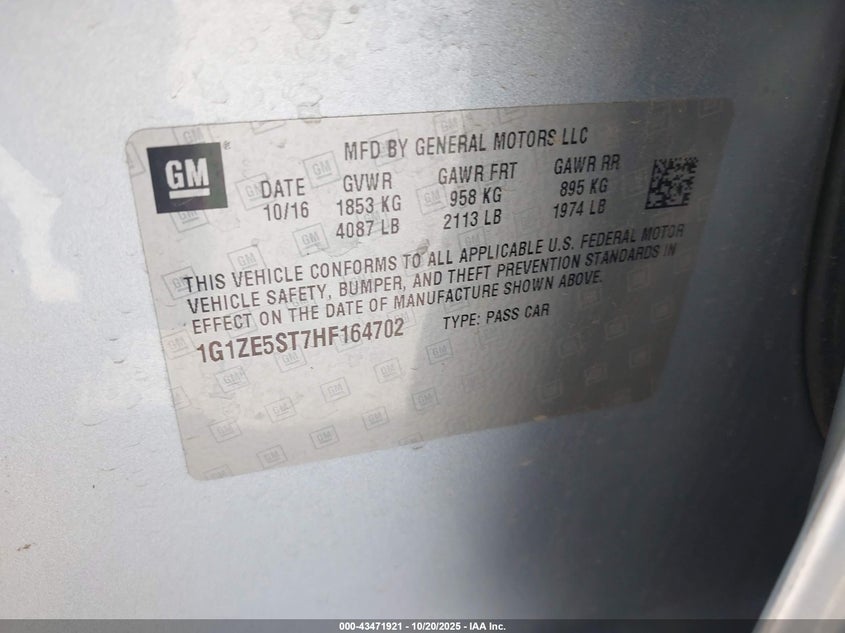 GM
MFD BY GENERAL MOTORS LLC
DATE GVWR GAWR FRT GAWR RR
10/16 1853 KG 958 KG 895 KG
4087 LB 2113 LB 1974 LB
THIS VEHICLE CONFORMS TO ALL APPLICABLE U.S. FEDERAL MOTOR
VEHICLE SAFETY, BUMPER, AND THEFT PREVENTION STANDARDS IN
EFFECT ON THE DATE OF MANUFACTURE SHOWN ABOVE.
1G1ZE5ST7HF164702 TYPE: PASS CAR
000-43471921 - 10/20/2025 - IAA Inc.